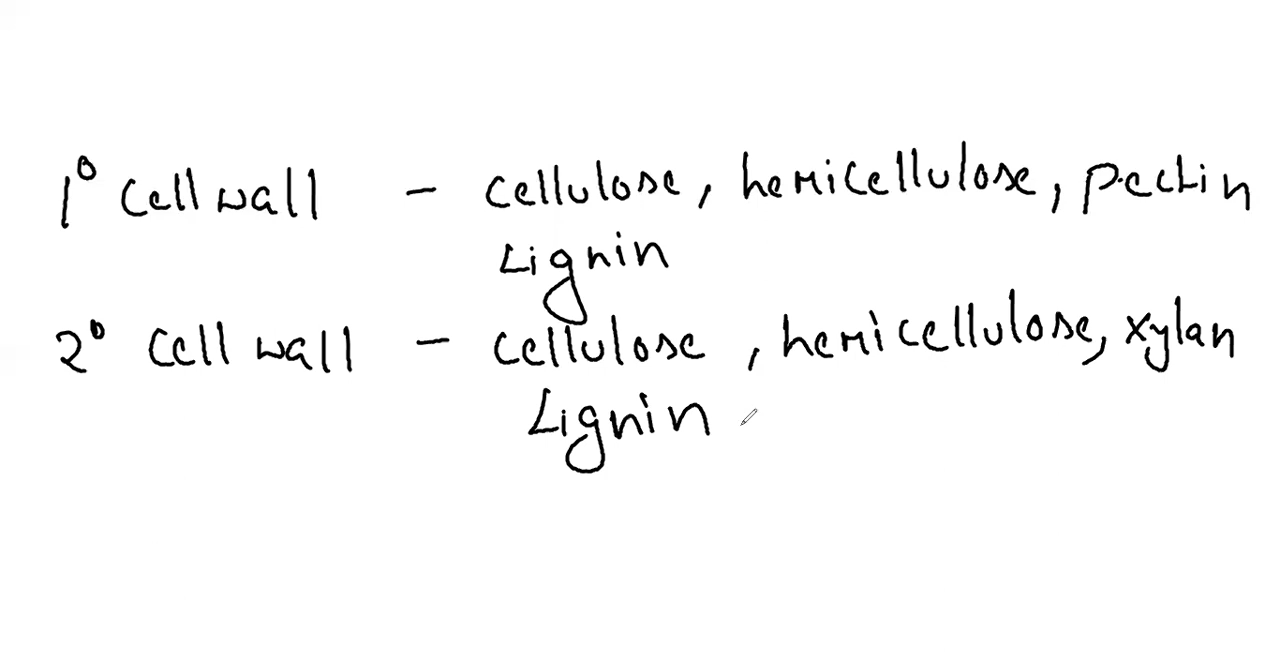 1° Cell wall - cellulose, hemicellulose, pectin
Lignin
2° Cell wall - cellulose, hemicellulose, xylan
Lignin